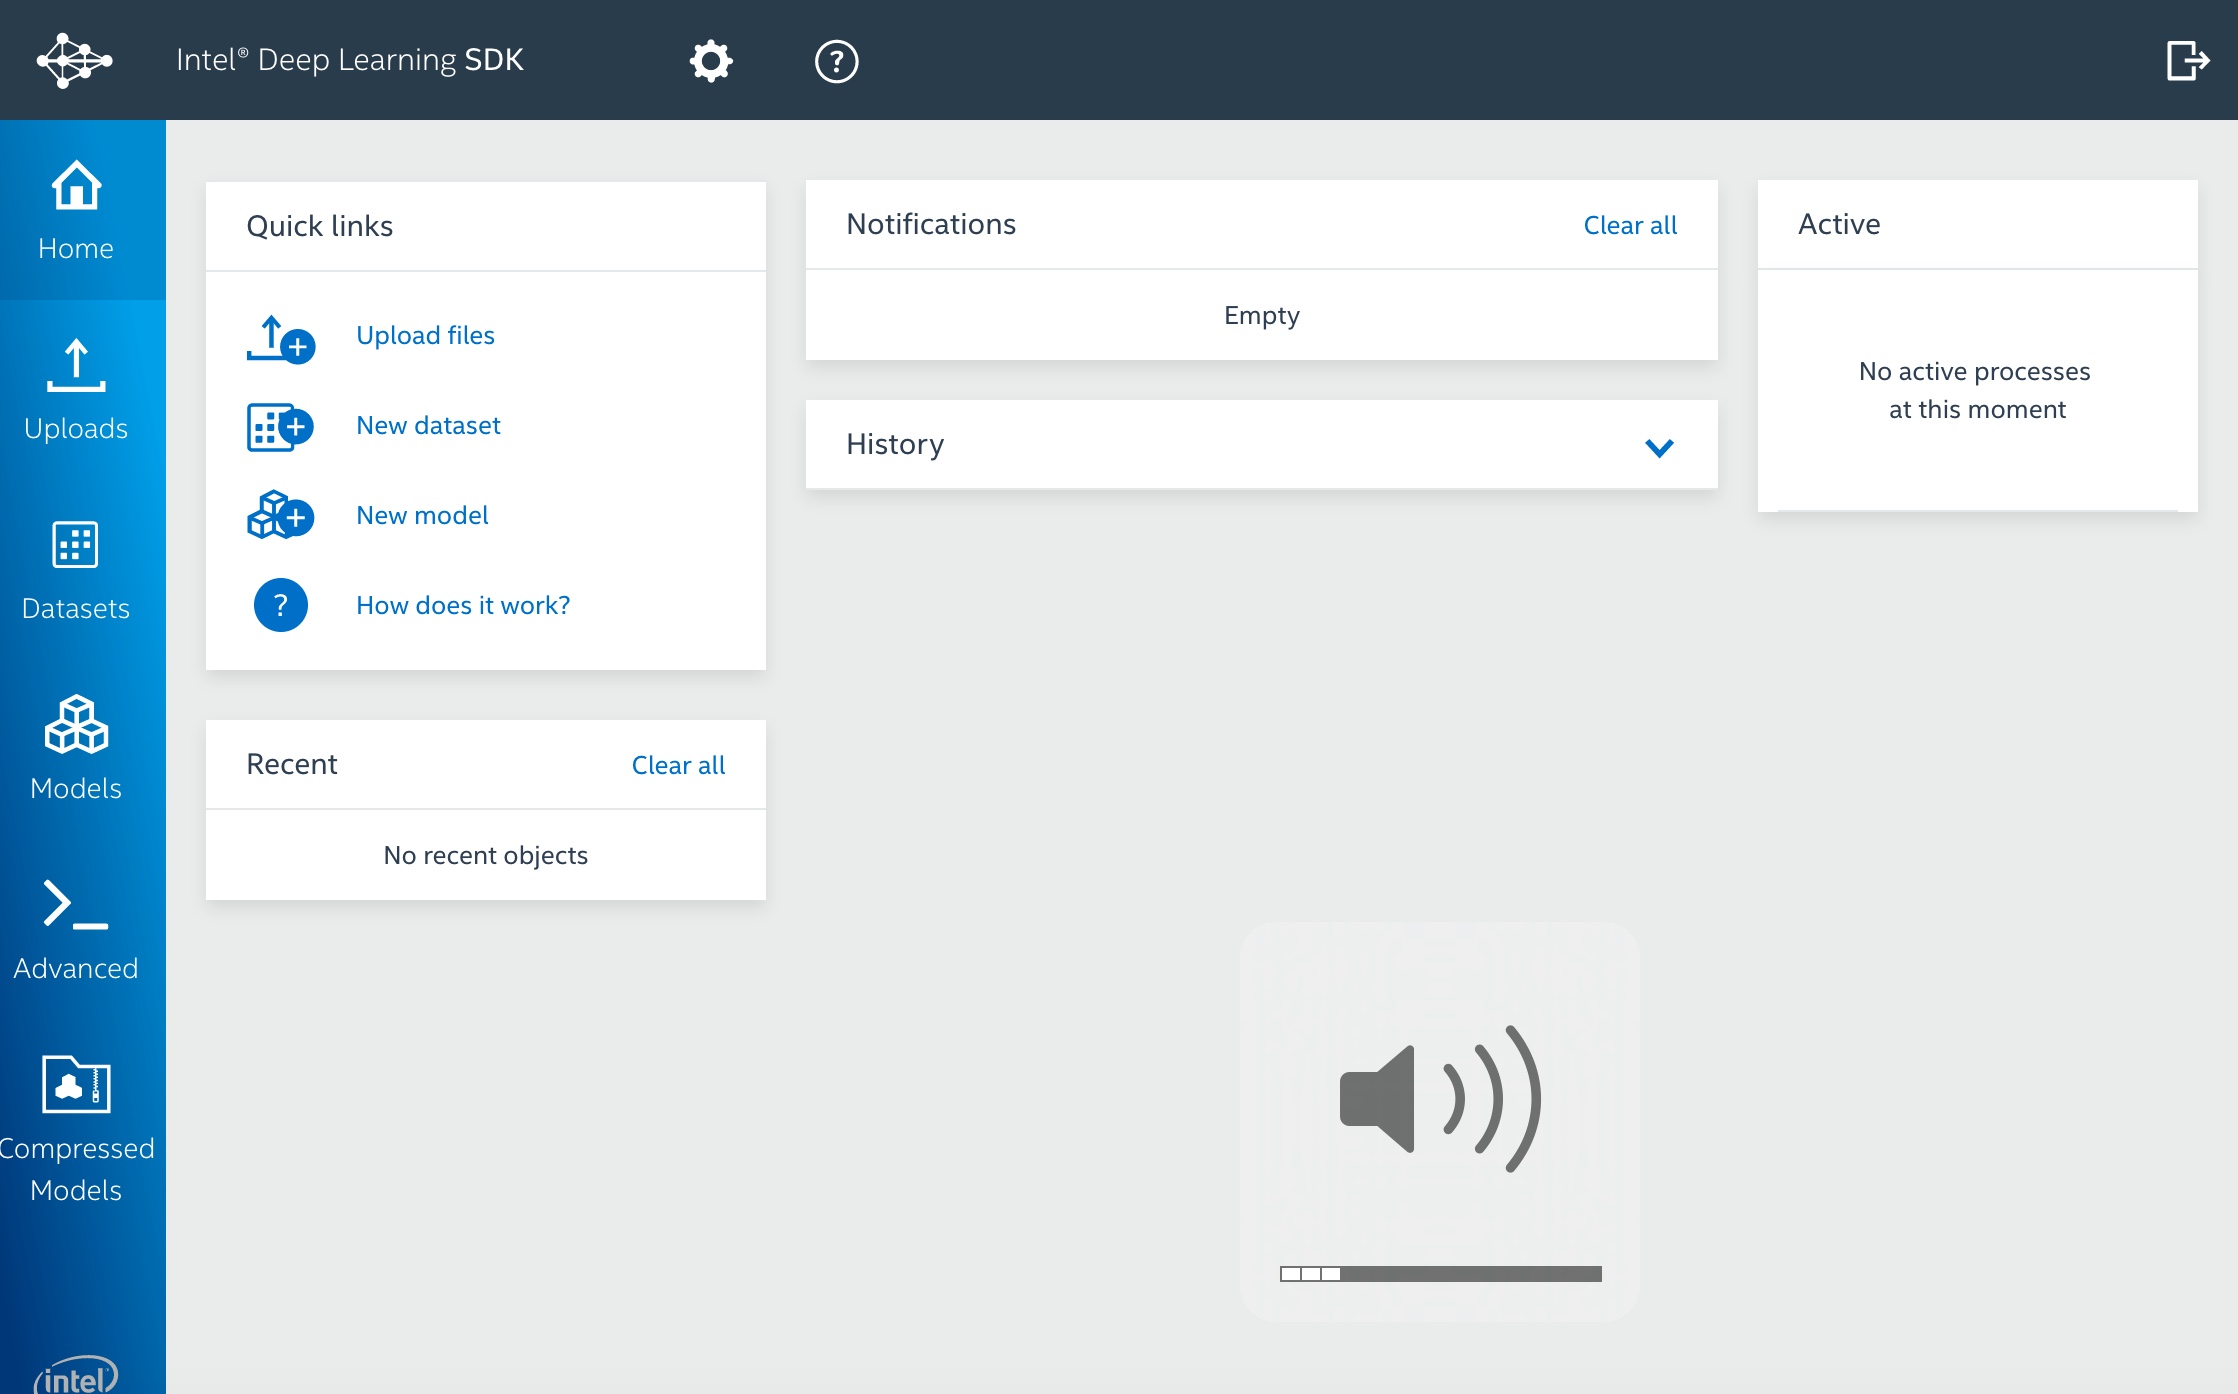 Intel® Deep Learning SDK
?
Home
Uploads
Datasets
Models
Advanced
Compressed
Models
intel
Quick links
Upload files
New dataset
New model
?
How does it work?
Recent
Clear all
No recent objects
Notifications
Clear all
Empty
History
Active
No active processes
at this moment